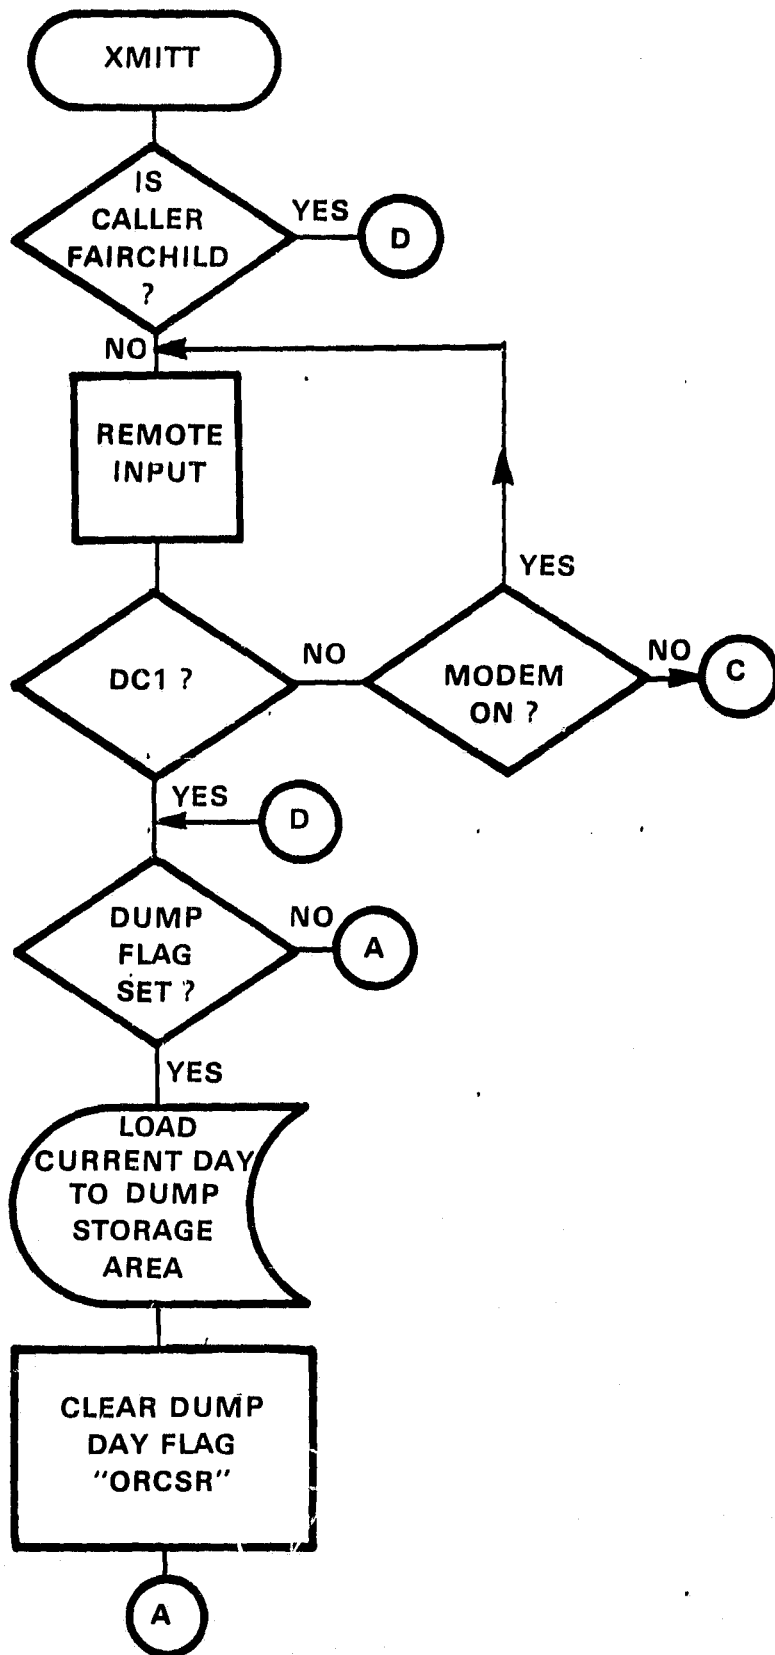 XMITT
IS
CALLER
FAIRCHILD
?
YES
D
NO
REMOTE
INPUT
YES
DC1 ?
NO
MODEM
ON ?
NO
C
YES
D
DUMP
FLAG
SET ?
NO
A
YES
LOAD
CURRENT DAY
TO DUMP
STORAGE
AREA
CLEAR DUMP
DAY FLAG
"ORCSR"
A